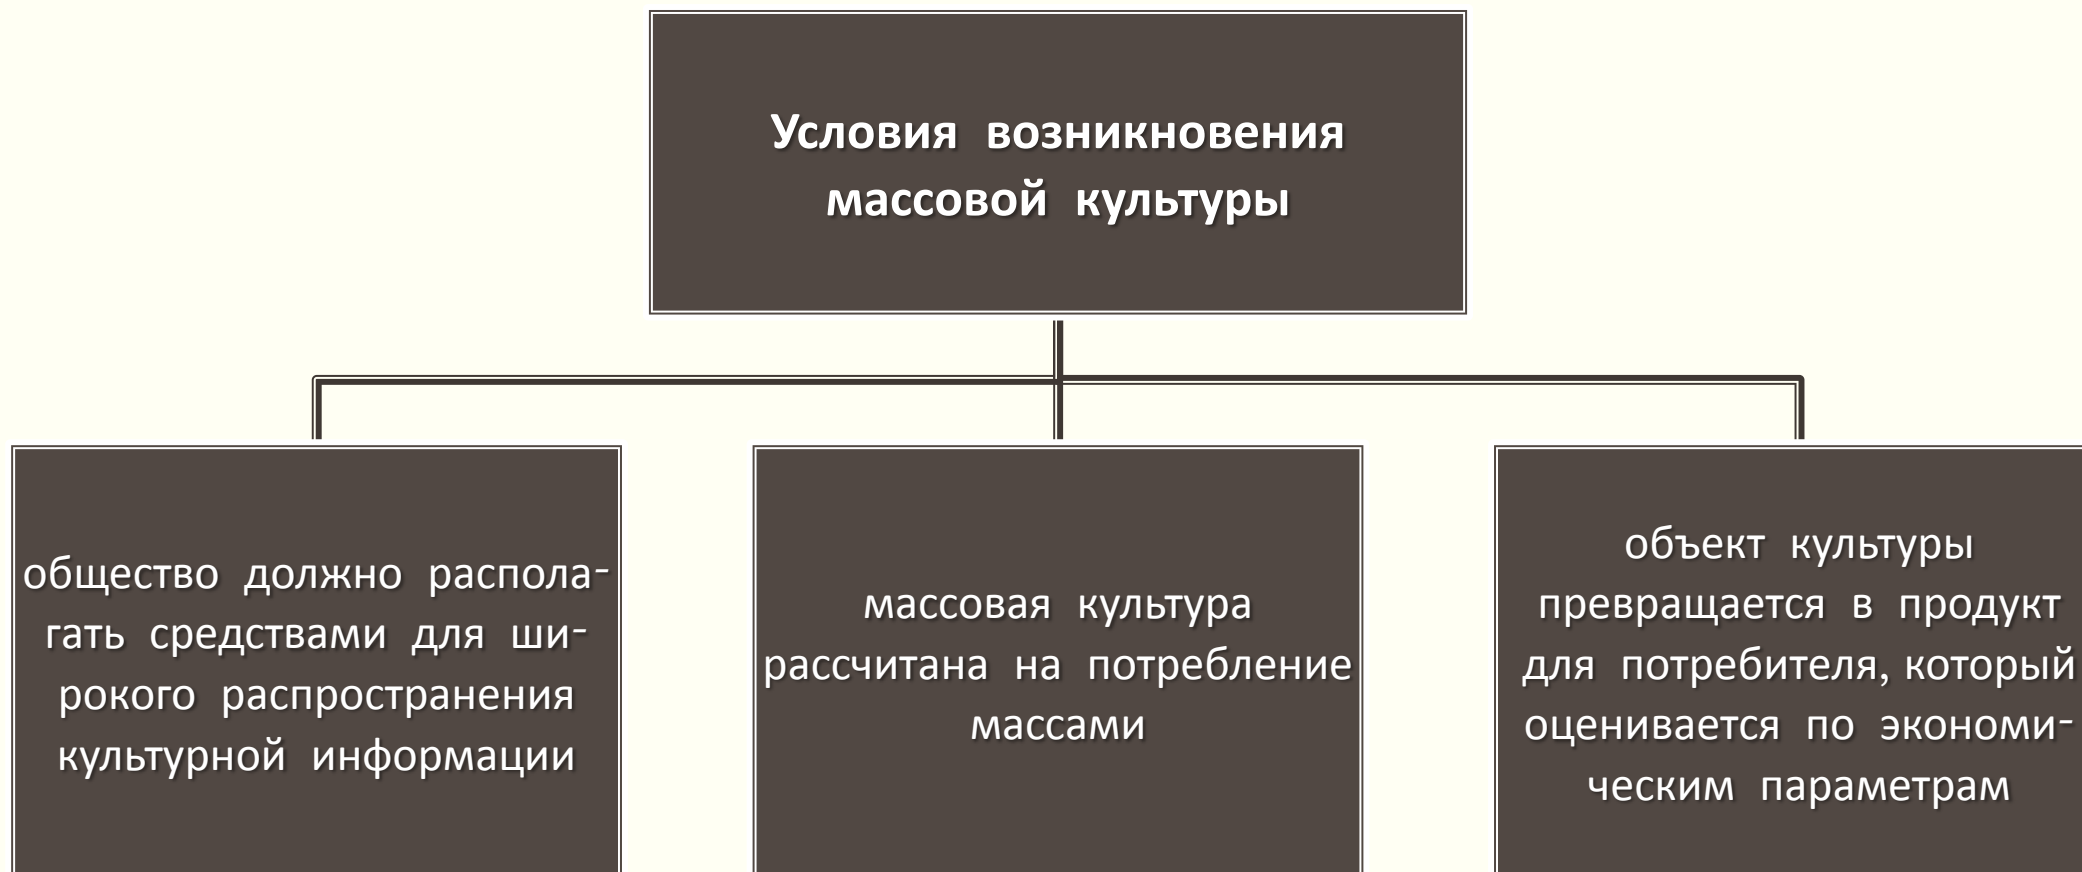 Условия возникновения
массовой культуры
общество должно распола-
гать средствами для ши-
рокого распространения
культурной информации
массовая культура
рассчитана на потребление
массами
объект культуры
превращается в продукт
для потребителя, который
оценивается по экономи-
ческим параметрам